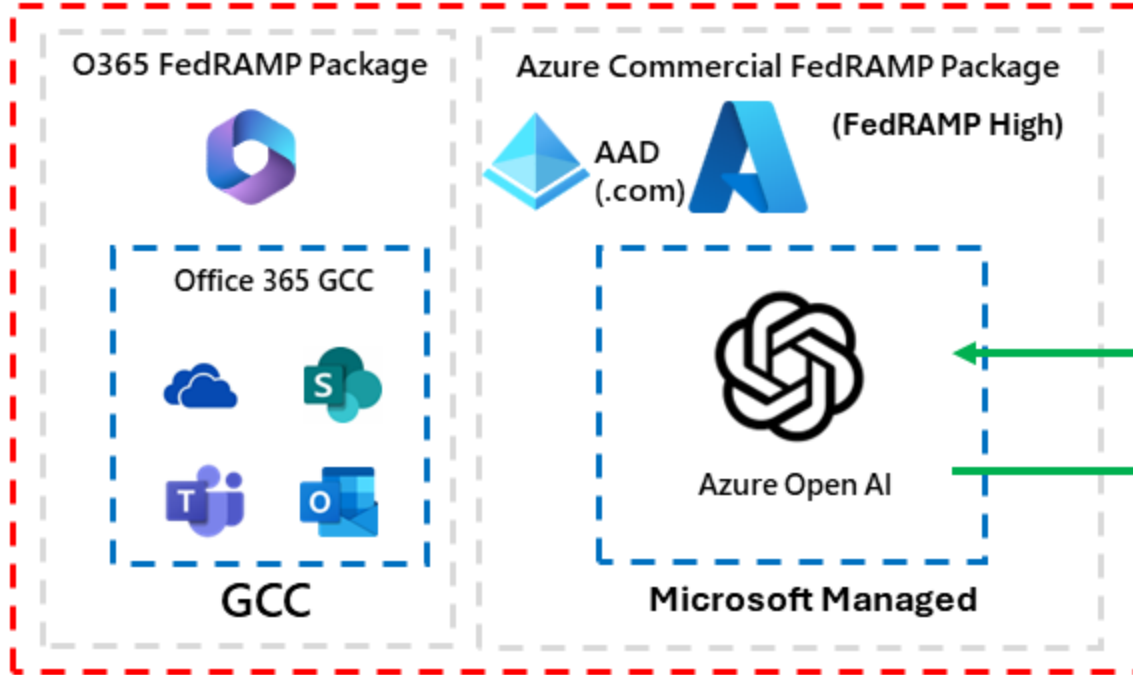 O365 FedRAMP Package
Azure Commercial FedRAMP Package
(FedRAMP High)
AAD
(.com)
Office 365 GCC
S
T
O
GCC
Azure Open AI
Microsoft Managed